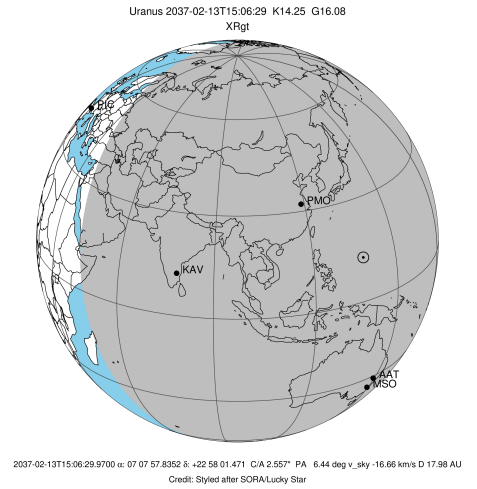 Uranus 2037-02-13T15:06:29 K14.25 G16.08
XRgt
PIC
PMO
KAV
AAT
MSO
2037-02-13T15:06:29.9700 α: 07 07 57.8352 δ: +22 58 01.471 C/A 2.557" PA 6.44 deg v_sky -16.66 km/s D 17.98 AU
Credit: Styled after SORA/Lucky Star